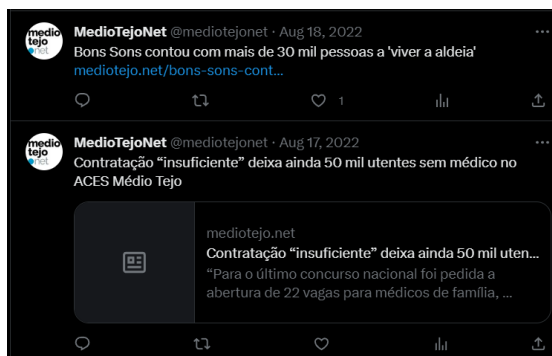 medio
tejo
.net
MedioTejoNet @mediotejonet · Aug 18, 2022
Bons Sons contou com mais de 30 mil pessoas a 'viver a aldeia'
mediotejo.net/bons-sons-cont…
1
medio
tejo
.net
MedioTejoNet @mediotejonet · Aug 17, 2022
Contratação “insuficiente” deixa ainda 50 mil utentes sem médico no
ACES Médio Tejo
mediotejo.net
Contratação “insuficiente” deixa ainda 50 mil uten...
“Para o último concurso nacional foi pedida a
abertura de 22 vagas para médicos de família, ...